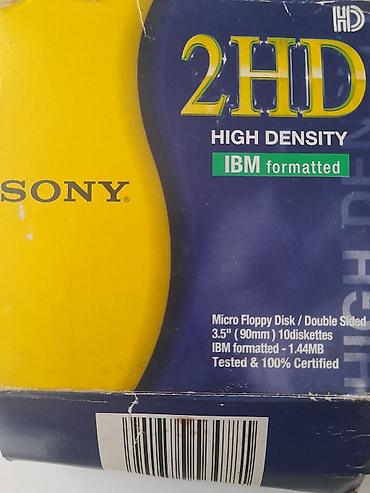 HD
2HD
HIGH DENSITY
IBM formatted
SONY
HIGH DEN
Micro Floppy Disk / Double Sided
3.5" (90mm) 10diskettes
IBM formatted - 1.44MB
Tested & 100% Certified